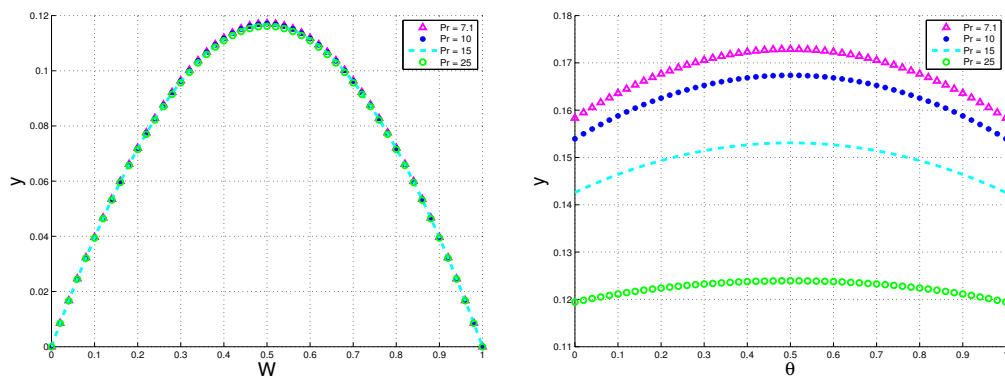 0.12
0.1
0.08
0.06
0.04
0.02
0
y
0 0.1 0.2 0.3 0.4 0.5 0.6 0.7 0.8 0.9 1
W
Pr = 7.1
Pr = 10
Pr = 15
Pr = 25
0.18
0.17
0.16
0.15
0.14
0.13
0.12
0.11
y
0 0.1 0.2 0.3 0.4 0.5 0.6 0.7 0.8 0.9 1
θ
Pr = 7.1
Pr = 10
Pr = 15
Pr = 25